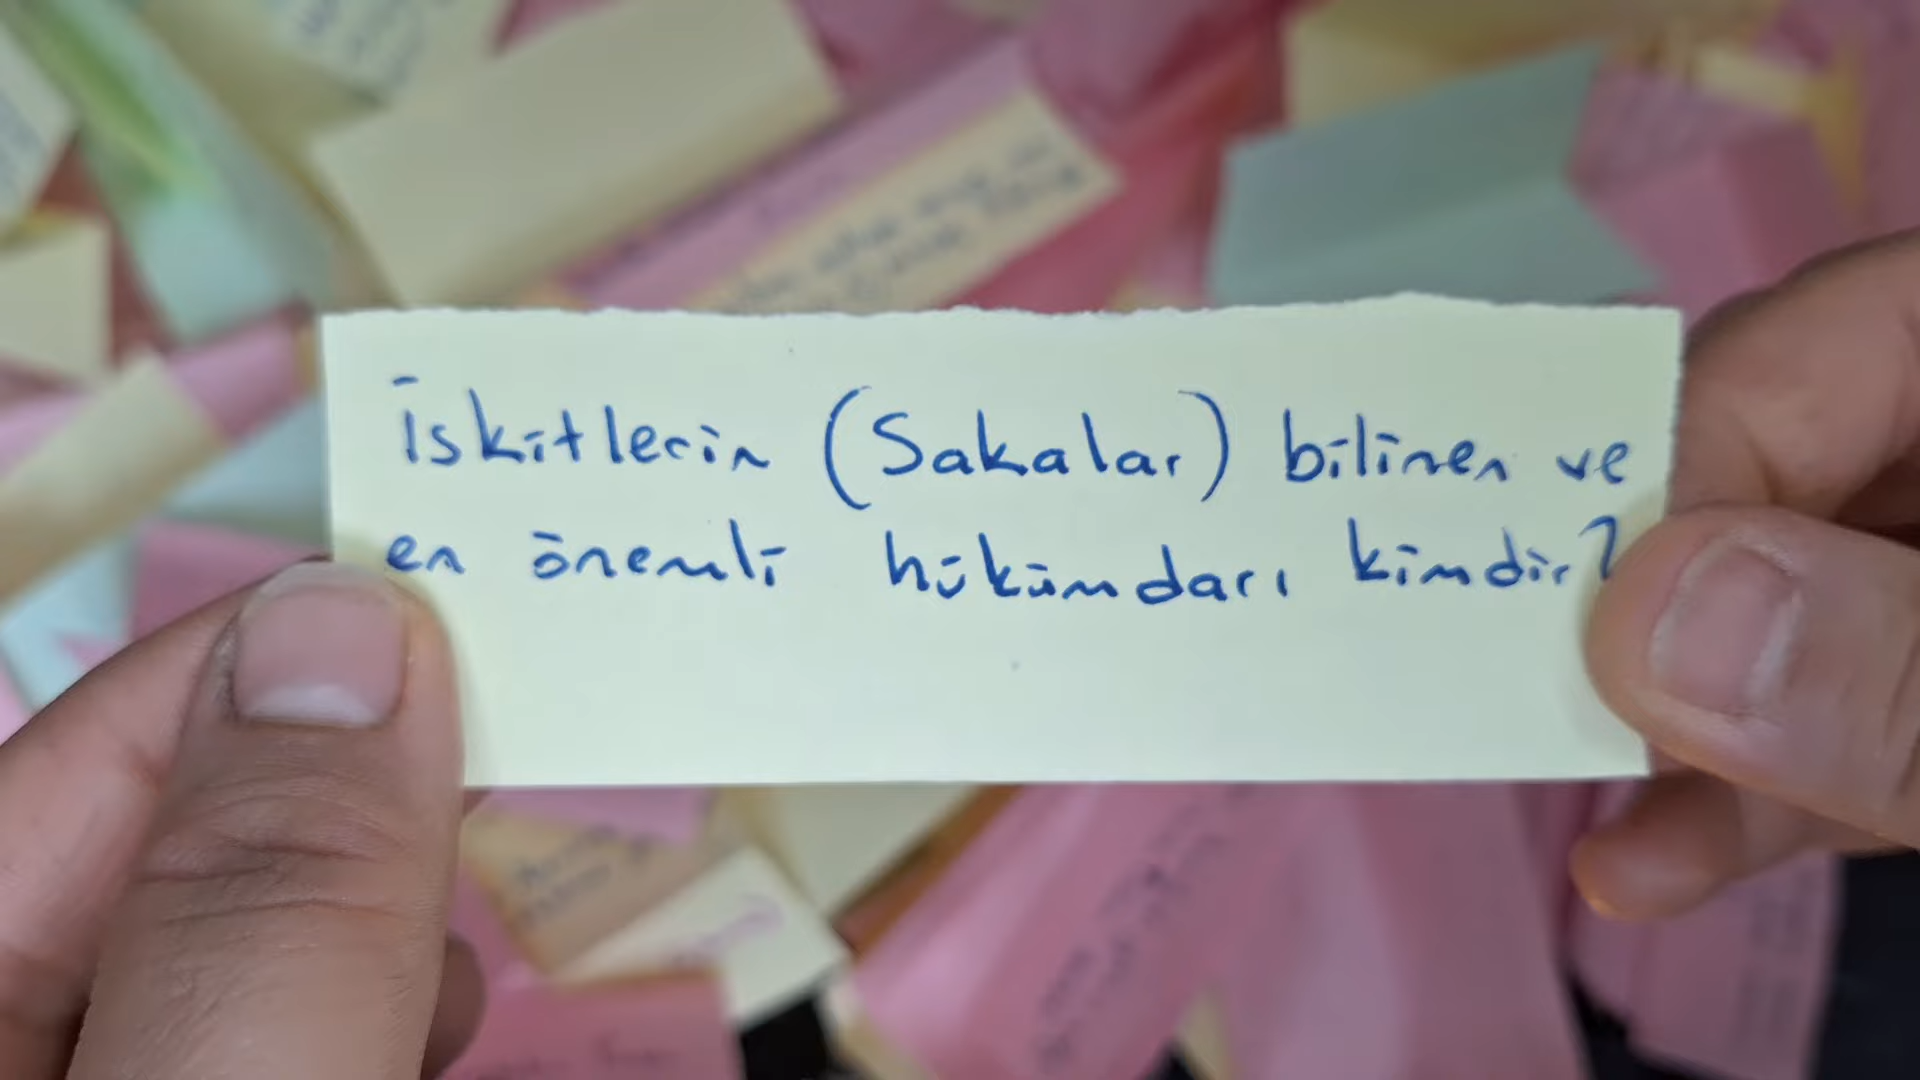 İskitlerin (Sakalar) bilinen ve
en önemli hükümdarı kimdir?